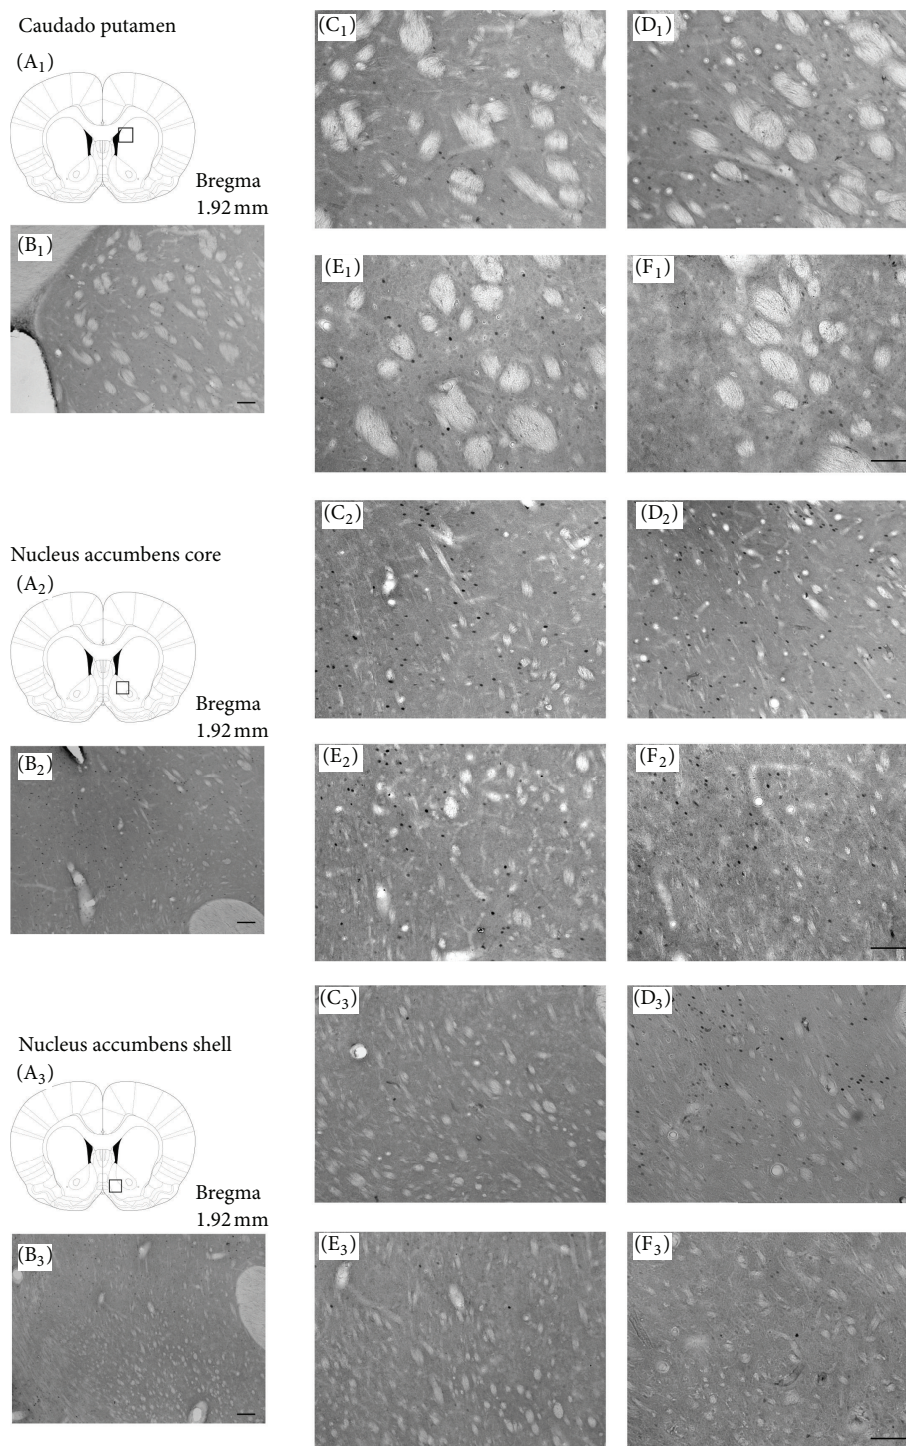 Caudado putamen
(A1)
Bregma
1.92 mm
(B1)
(C1)
(D1)
(E1)
(F1)
Nucleus accumbens core
(A2)
Bregma
1.92 mm
(B2)
(C2)
(D2)
(E2)
(F2)
Nucleus accumbens shell
(A3)
Bregma
1.92 mm
(B3)
(C3)
(D3)
(E3)
(F3)